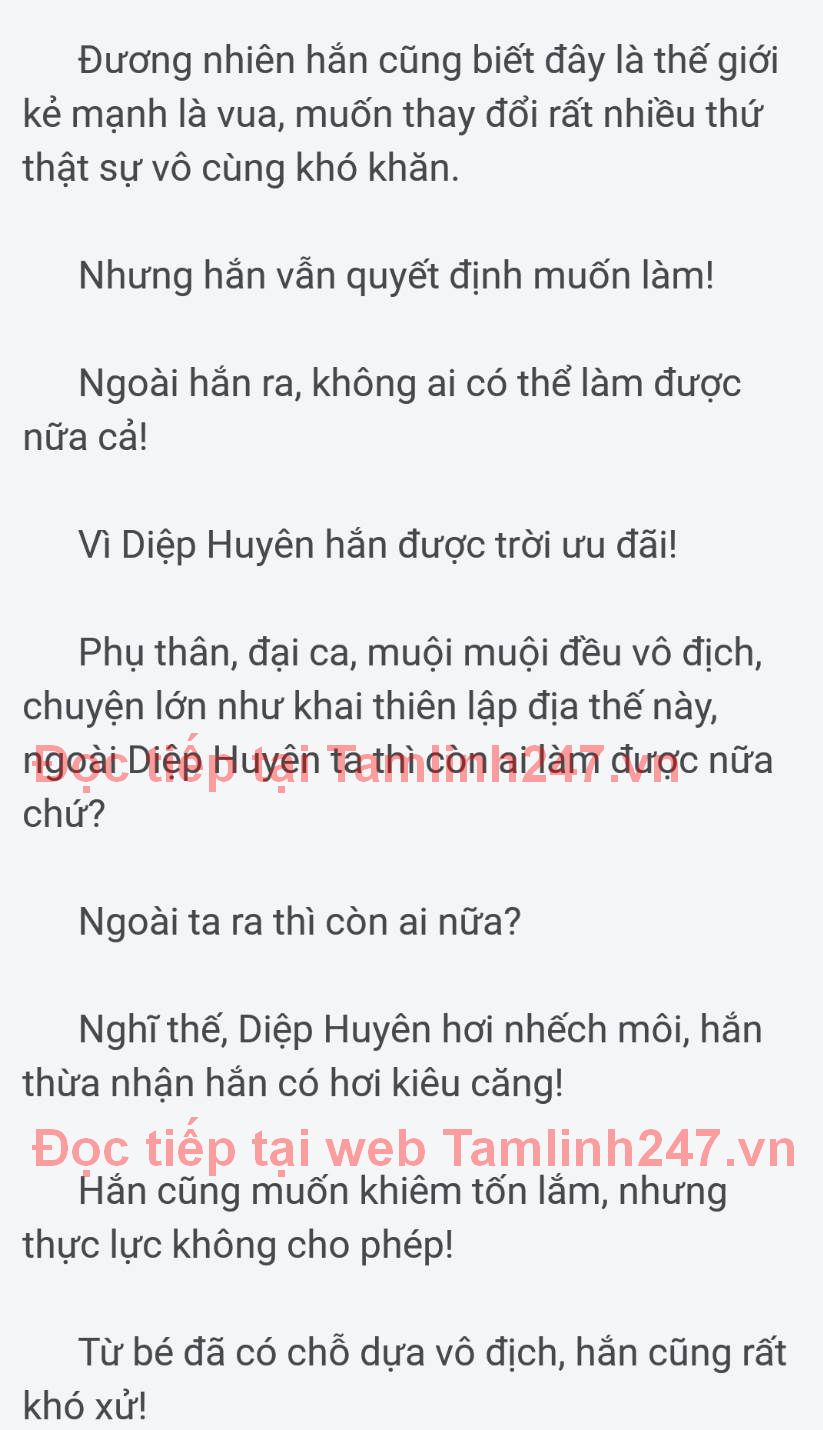 Đương nhiên hắn cũng biết đây là thế giới
kẻ mạnh là vua, muốn thay đổi rất nhiều thứ
thật sự vô cùng khó khăn.
Nhưng hắn vẫn quyết định muốn làm!
Ngoài hắn ra, không ai có thể làm được
nữa cả!
Vì Diệp Huyên hắn được trời ưu đãi!
Phụ thân, đại ca, muội muội đều vô địch,
chuyện lớn như khai thiên lập địa thế này,
ngoài Diệp Huyên ta thì còn ai làm được nữa
Đọc tiếp tại Tamlinh247.vn
chứ?
Ngoài ta ra thì còn ai nữa?
Nghĩ thế, Diệp Huyên hơi nhếch môi, hắn
thừa nhận hắn có hơi kiêu căng!
Đọc tiếp tại web Tamlinh247.vn
Hắn cũng muốn khiêm tốn lắm, nhưng
thực lực không cho phép!
Từ bé đã có chỗ dựa vô địch, hắn cũng rất
khó xử!